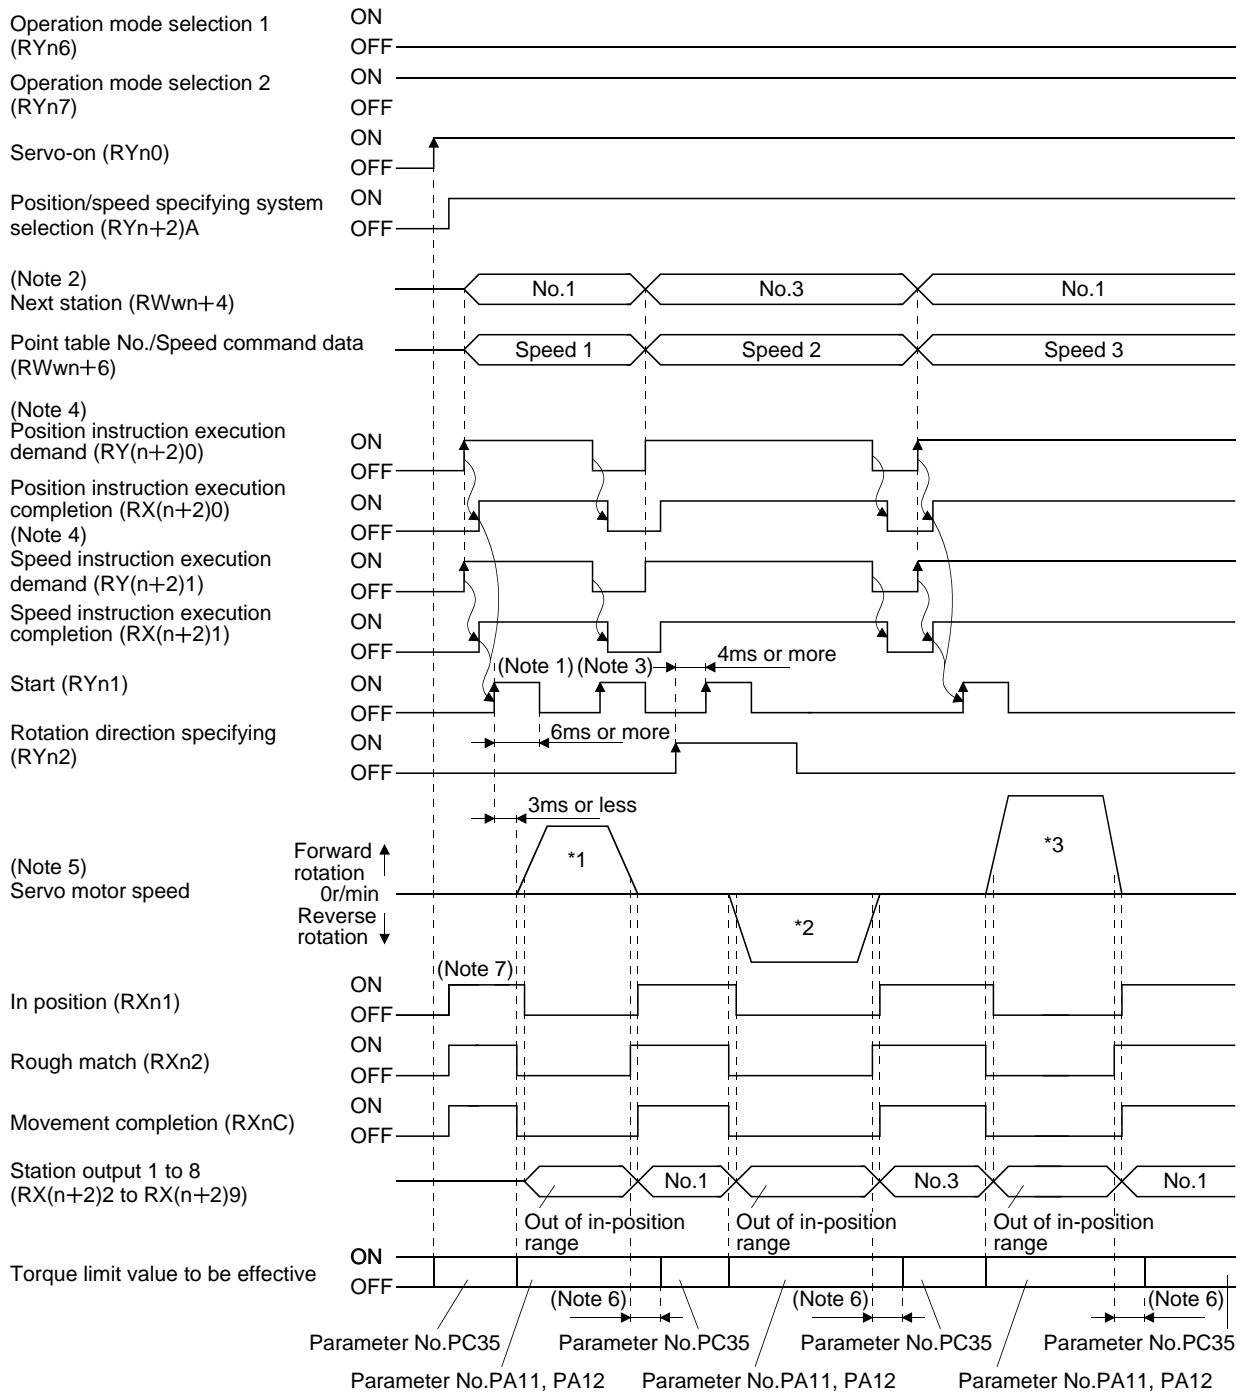 Operation mode selection 1
(RYn6)
ON
OFF
Operation mode selection 2
(RYn7)
ON
OFF
Servo-on (RYn0)
ON
OFF
Position/speed specifying system
selection (RYn+2)A
ON
OFF
(Note 2)
Next station (RWwn+4)
No.1
No.3
No.1
Point table No./Speed command data
(RWwn+6)
Speed 1
Speed 2
Speed 3
(Note 4)
Position instruction execution
demand (RY(n+2)0)
ON
OFF
Position instruction execution
completion (RX(n+2)0)
ON
OFF
(Note 4)
Speed instruction execution
demand (RY(n+2)1)
ON
OFF
Speed instruction execution
completion (RX(n+2)1)
ON
OFF
(Note 1) (Note 3)
4ms or more
Start (RYn1)
ON
OFF
6ms or more
Rotation direction specifying
(RYn2)
ON
OFF
3ms or less
(Note 5)
Servo motor speed
Forward
rotation
0r/min
Reverse
rotation
*1
*2
*3
(Note 7)
In position (RXn1)
ON
OFF
Rough match (RXn2)
ON
OFF
Movement completion (RXnC)
ON
OFF
Station output 1 to 8
(RX(n+2)2 to RX(n+2)9)
No.1
No.3
No.1
Out of in-position
range
Out of in-position
range
Out of in-position
range
Torque limit value to be effective
ON
OFF
(Note 6)
(Note 6)
(Note 6)
Parameter No.PC35
Parameter No.PC35
Parameter No.PC35
Parameter No.PC35
Parameter No.PA11, PA12
Parameter No.PA11, PA12
Parameter No.PA11, PA12